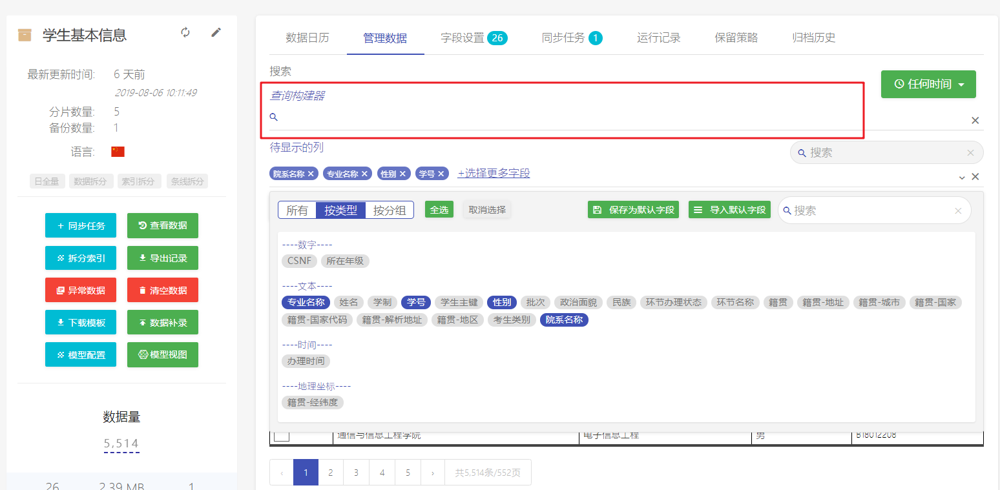 学生基本信息
最新更新时间: 6 天前
2019-08-06 10:11:49
分片数量: 5
备份数量: 1
语言:
日全量 数据拆分 索引拆分 条线拆分
+ 同步任务 查看数据
拆分索引 导出记录
异常数据 清空数据
下载模板 数据补录
模型配置 模型视图
数据量
5,514
26 2.39 MB 1
数据日历 管理数据 字段设置 26 同步任务 1 运行记录 保留策略 归档历史
搜索
任何时间
查询构建器
待显示的列
搜索
院系名称 × 专业名称 × 性别 × 学号 × +选择更多字段
所有 按类型 按分组 全选 取消选择 保存为默认字段 导入默认字段 搜索
----数字----
CSNF 所在年级
----文本----
专业名称 姓名 学制 学号 学生主键 性别 批次 政治面貌 民族 环节办理状态 环节名称 籍贯 籍贯-地址 籍贯-城市 籍贯-国家
籍贯-国家代码 籍贯-解析地址 籍贯-地区 考生类别 院系名称
----时间----
办理时间
----地理坐标----
籍贯-经纬度
通信与信息工程学院 电子信息工程 男 B18012208
‹ 1 2 3 4 5 › 共5,514条/552页